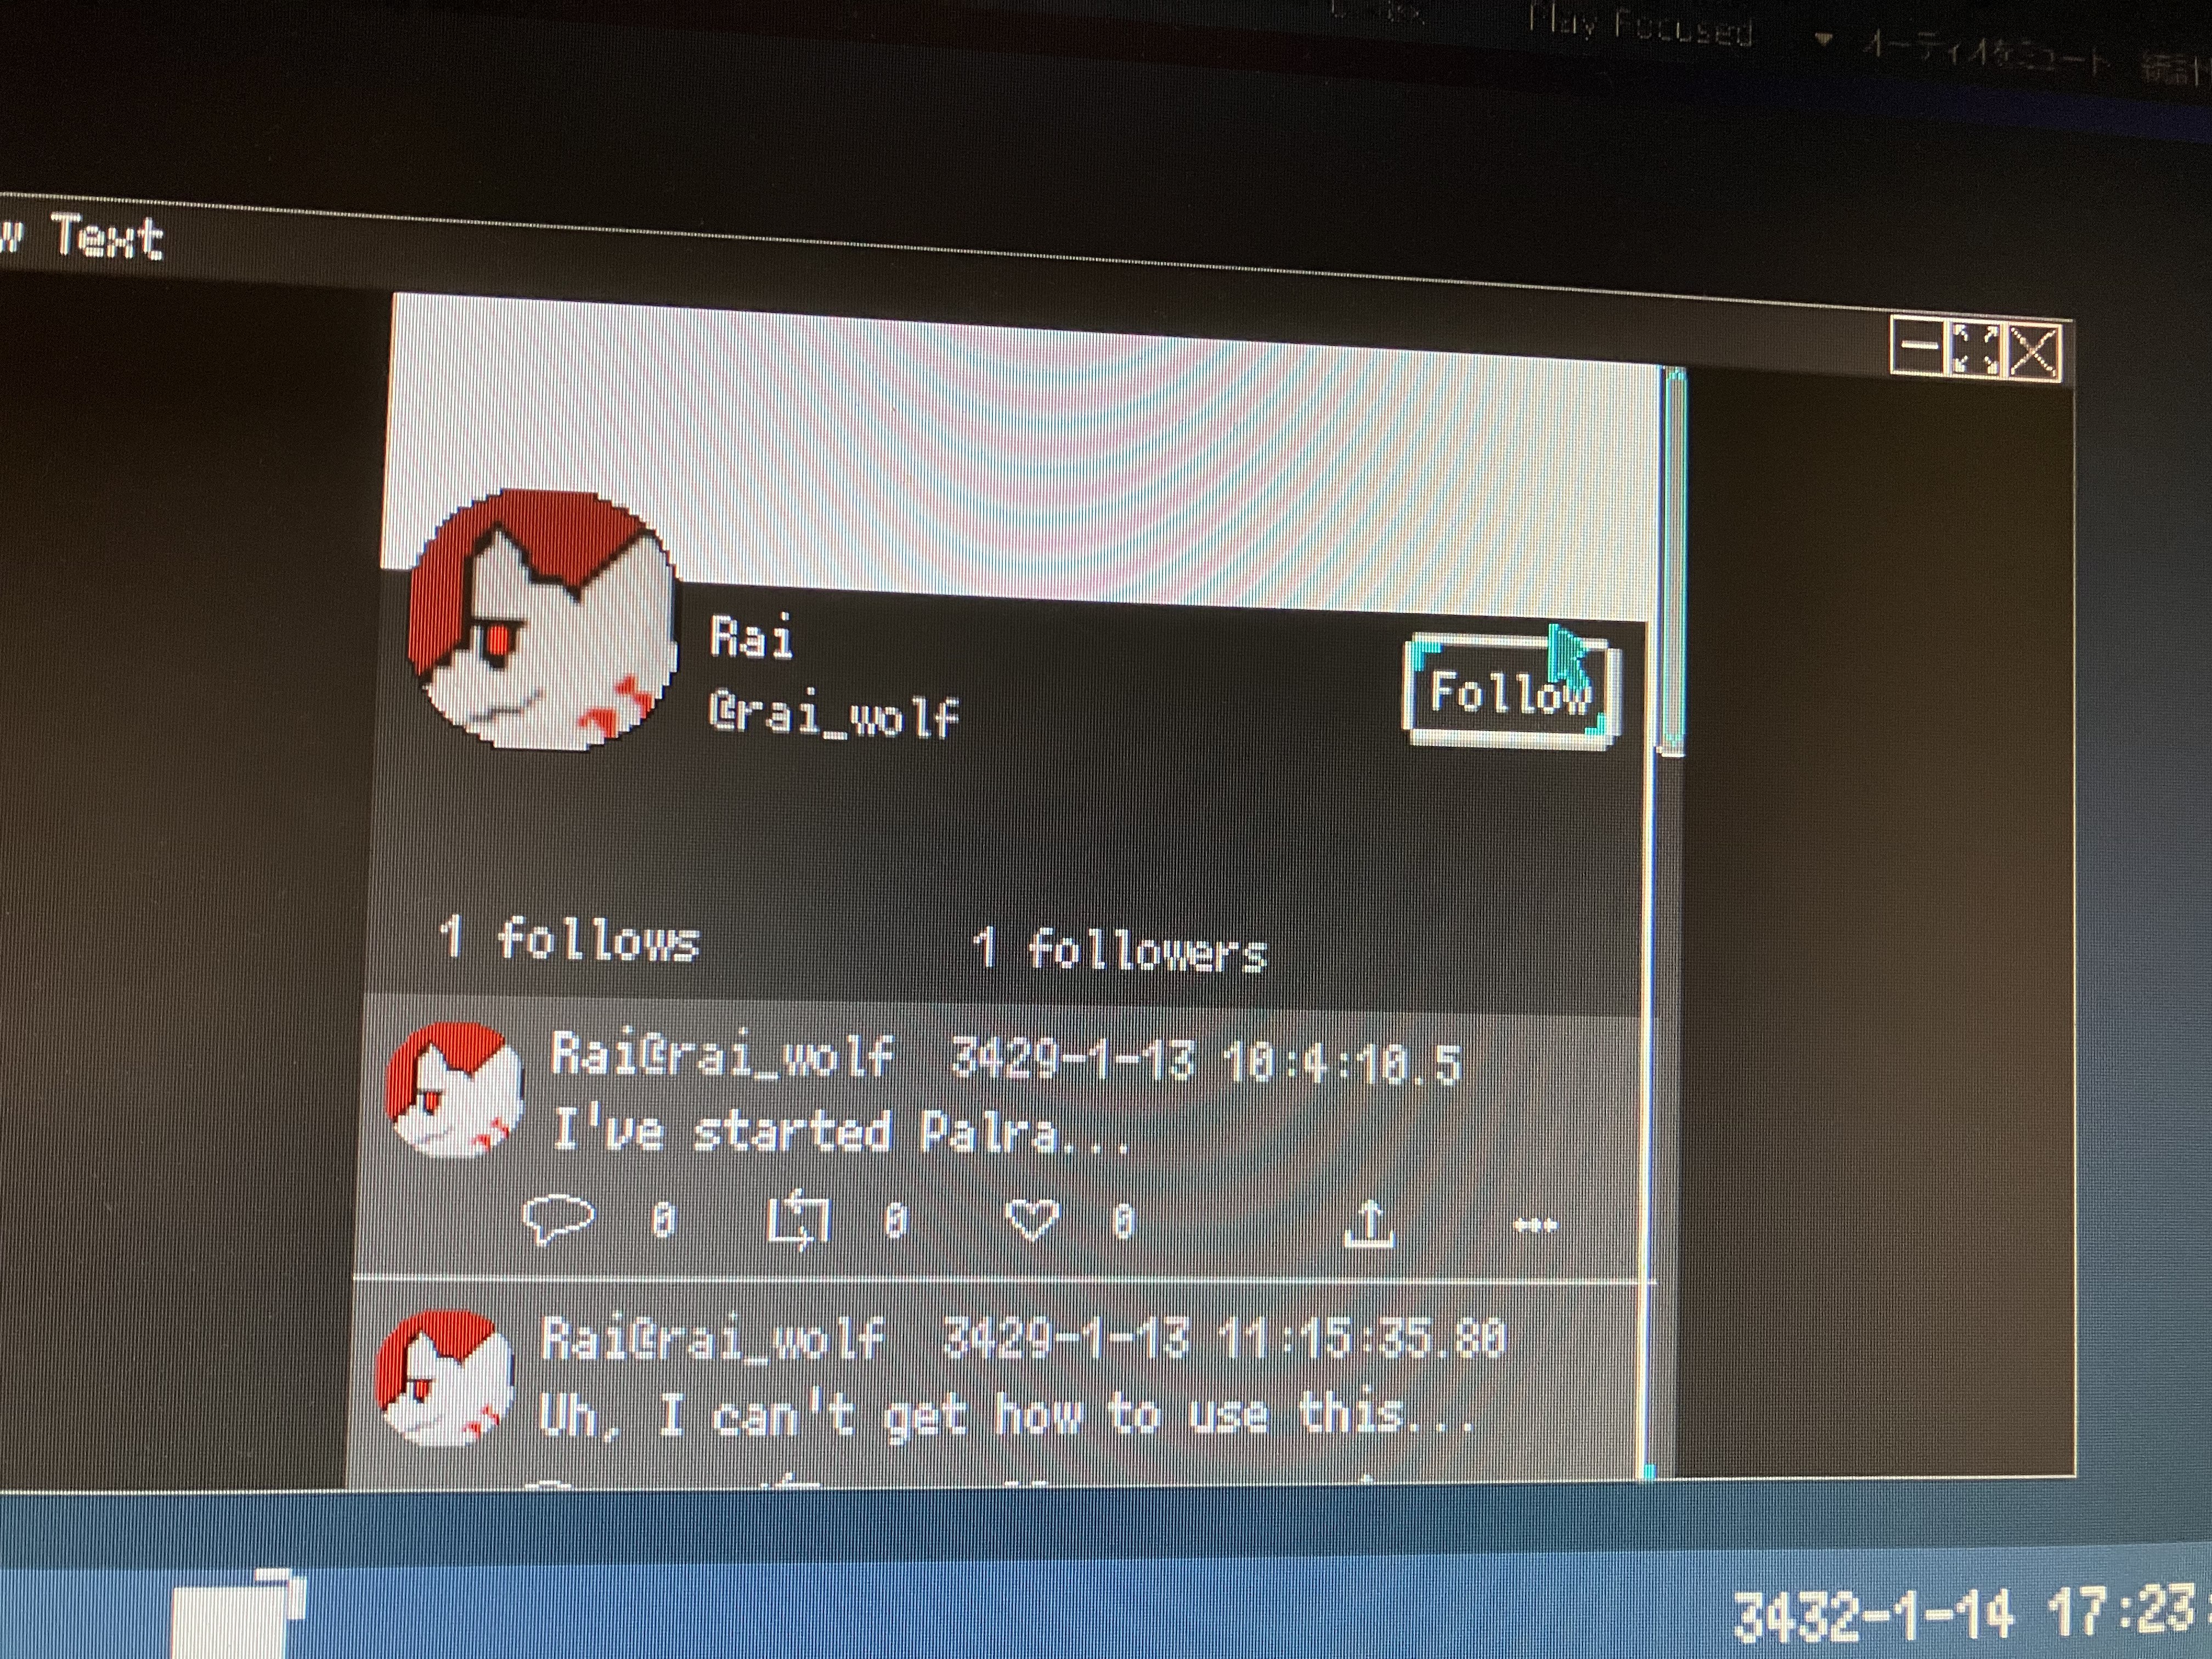 Play Focused オーディオをミュート
Text
Rai
@rai_wolf
Follow
1 follows 1 followers
Rai@rai_wolf 3429-1-13 10:4:10.5
I've started Palra...
0 0 0
Rai@rai_wolf 3429-1-13 11:15:35.80
Uh, I can't get how to use this...
3432-1-14 17:23